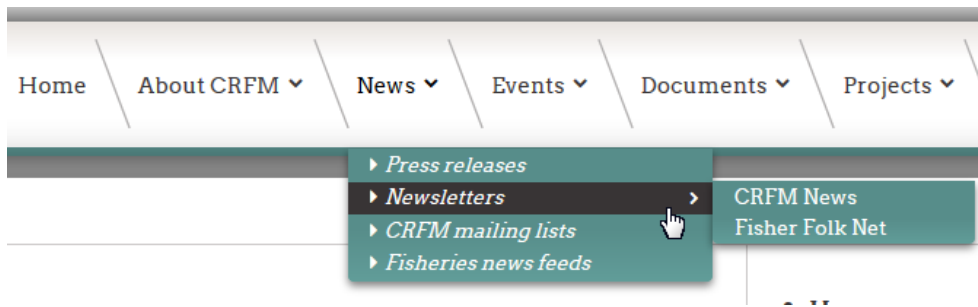 Home About CRFM News Events Documents Projects
Press releases
Newsletters
CRFM News
CRFM mailing lists
Fisher Folk Net
Fisheries news feeds